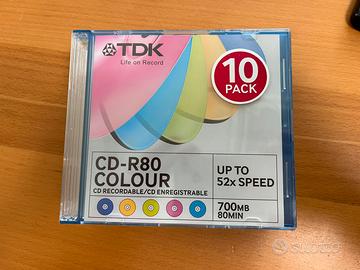 TDK
Life on Record
10
PACK
CD-R80
COLOUR
CD RECORDABLE/CD ENREGISTRABLE
UP TO
52x SPEED
700MB
80MIN
subito